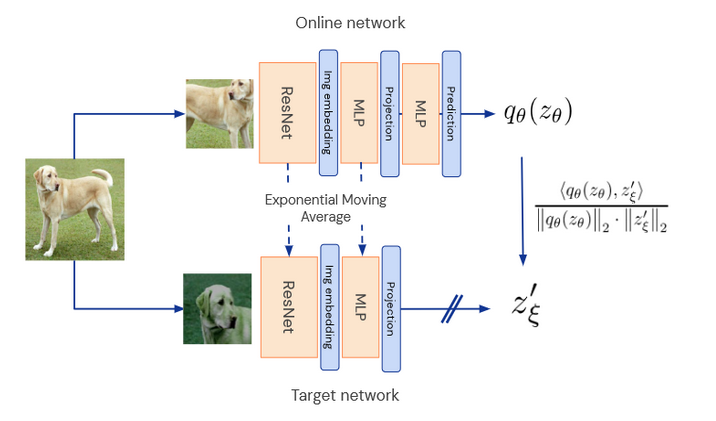 Online network
ResNet
Img embedding
MLP
Projection
MLP
Prediction
qθ(zθ)
Exponential Moving
Average
⟨qθ(zθ), z′ξ⟩
‖qθ(zθ)‖₂ · ‖z′ξ‖₂
ResNet
Img embedding
MLP
Projection
z′ξ
Target network